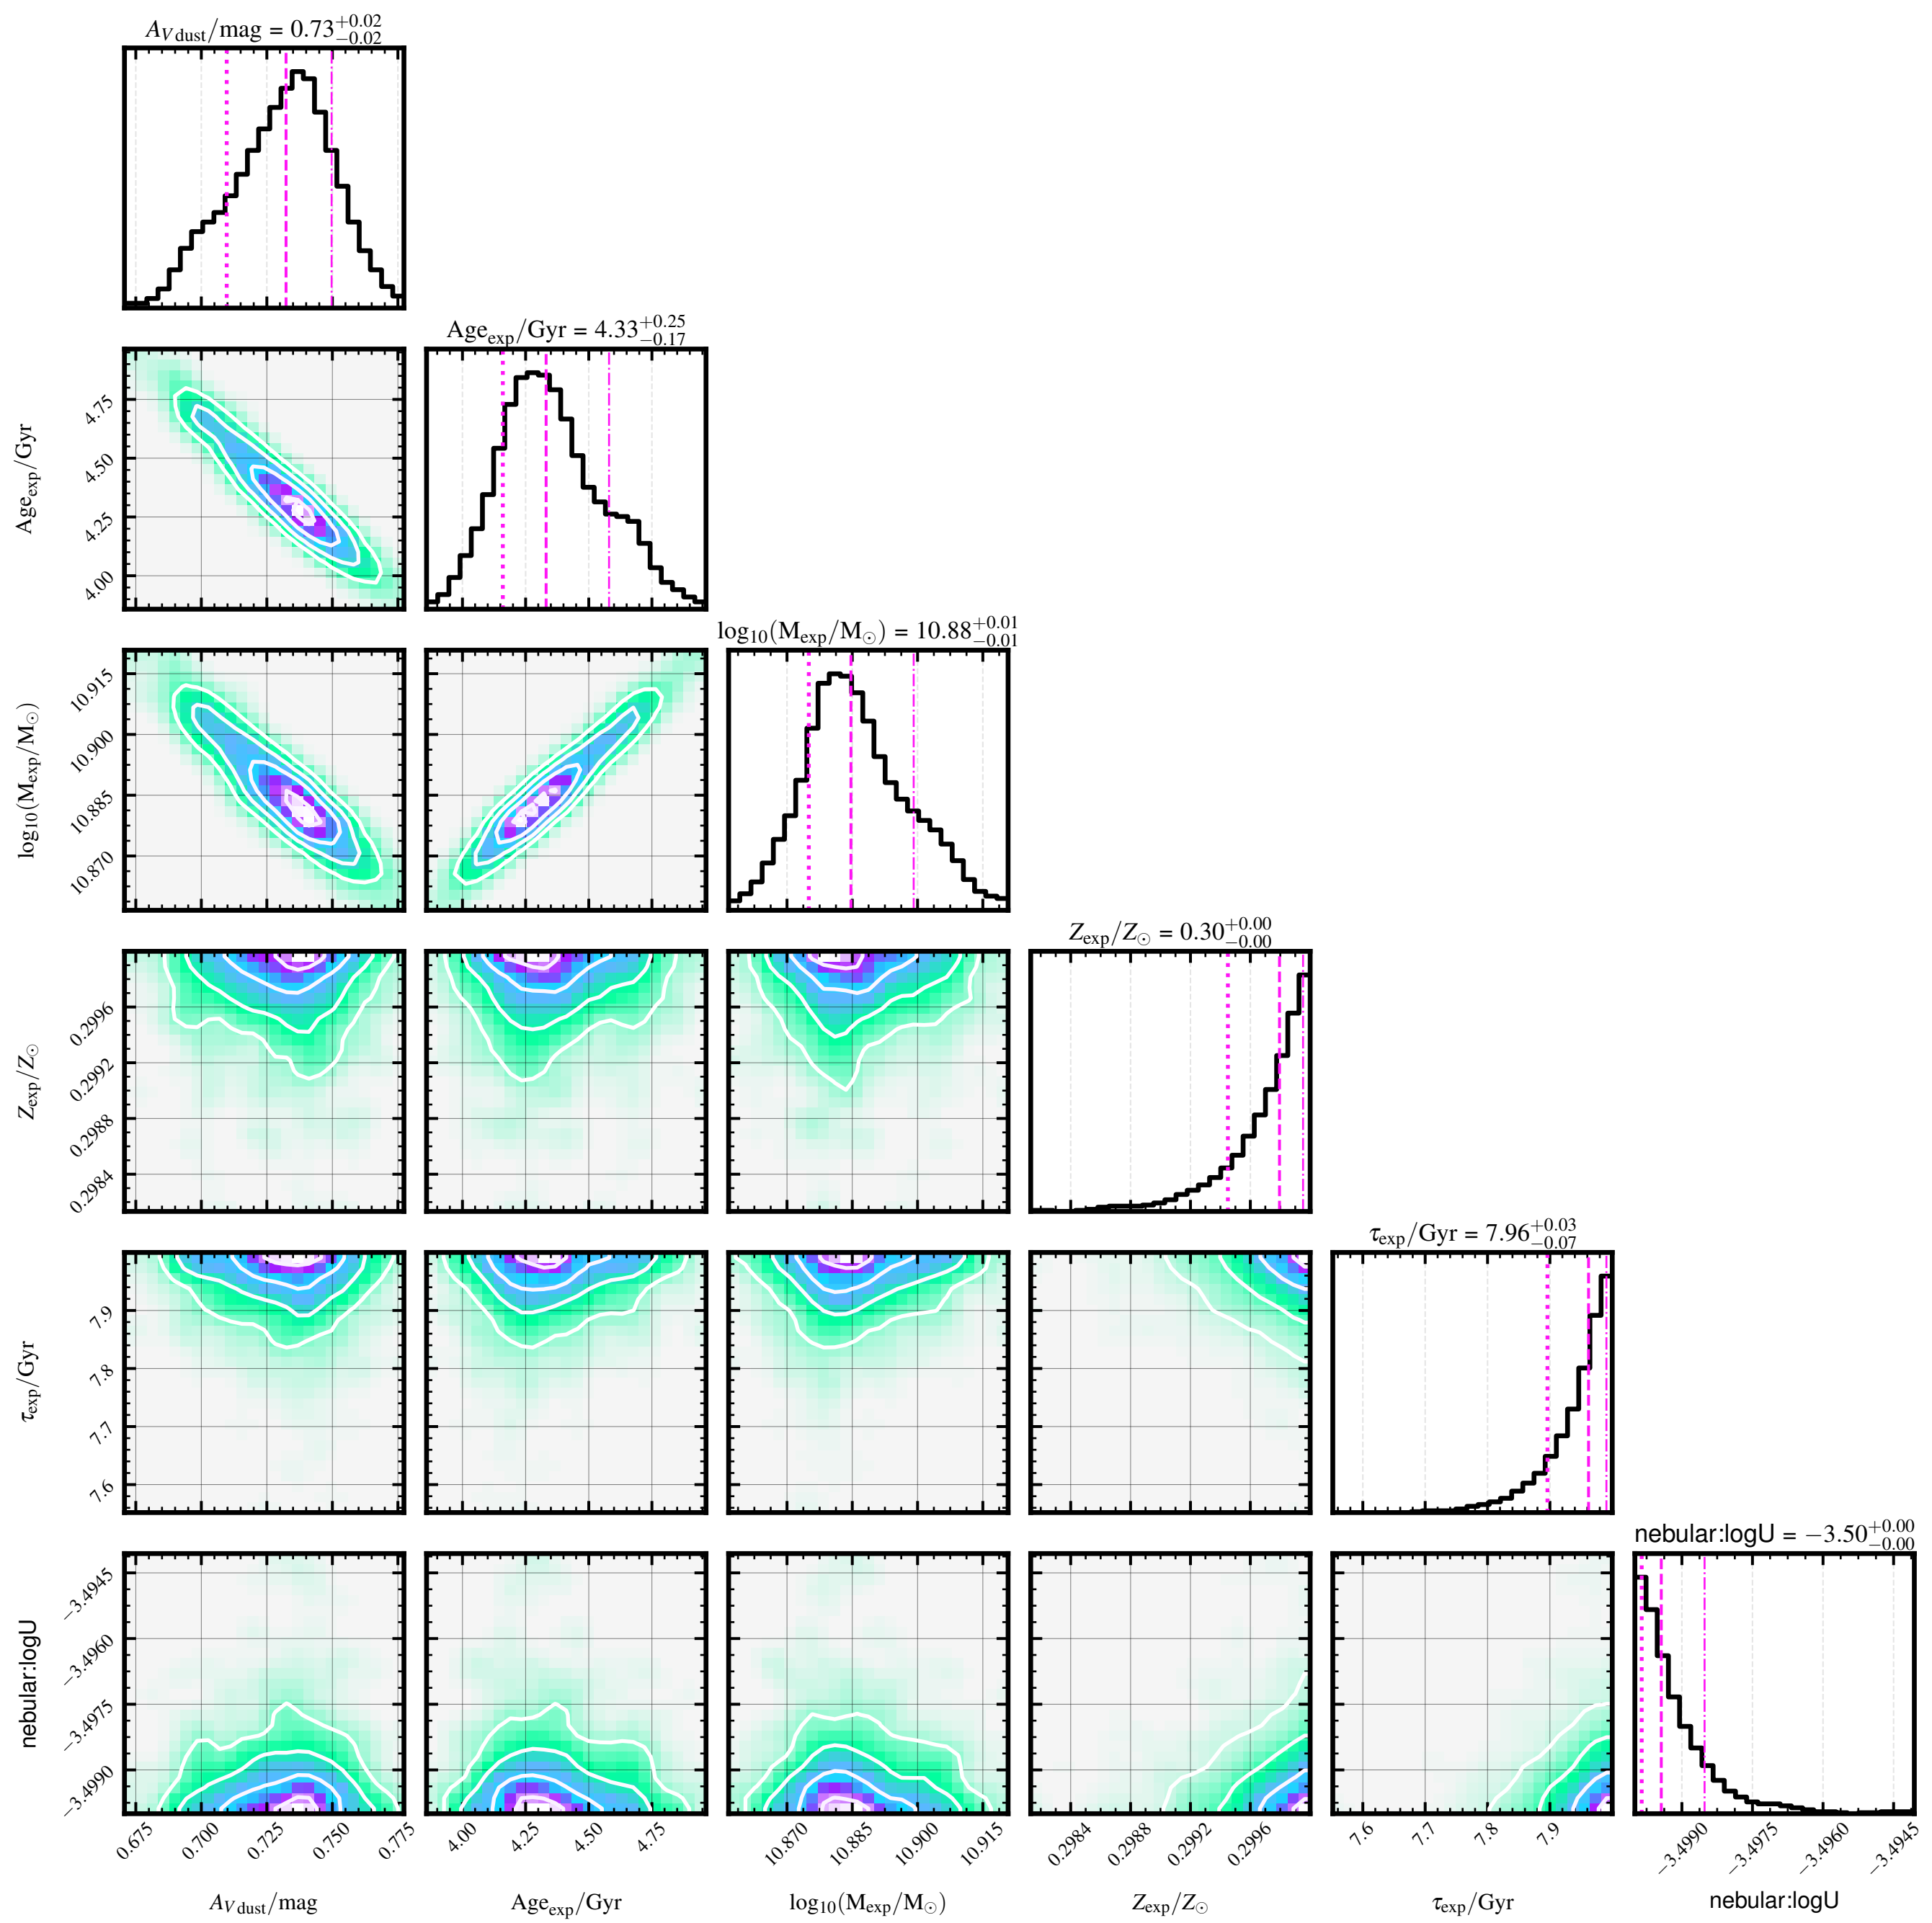 A_V dust/mag = 0.73^{+0.02}_{−0.02}
Age_exp/Gyr = 4.33^{+0.25}_{−0.17}
Age_exp/Gyr
4.75
4.50
4.25
4.00
log₁₀(M_exp/M_⊙) = 10.88^{+0.01}_{−0.01}
log₁₀(M_exp/M_⊙)
10.915
10.900
10.885
10.870
Z_exp/Z_⊙ = 0.30^{+0.00}_{−0.00}
Z_exp/Z_⊙
0.2996
0.2992
0.2988
0.2984
τ_exp/Gyr = 7.96^{+0.03}_{−0.07}
τ_exp/Gyr
7.9
7.8
7.7
7.6
nebular:logU = −3.50^{+0.00}_{−0.00}
nebular:logU
−3.4945
−3.4960
−3.4975
−3.4990
0.675 0.700 0.725 0.750 0.775
4.00 4.25 4.50 4.75
10.870 10.885 10.900 10.915
0.2984 0.2988 0.2992 0.2996
7.6 7.7 7.8 7.9
−3.4990 −3.4975 −3.4960 −3.4945
A_V dust/mag
Age_exp/Gyr
log₁₀(M_exp/M_⊙)
Z_exp/Z_⊙
τ_exp/Gyr
nebular:logU